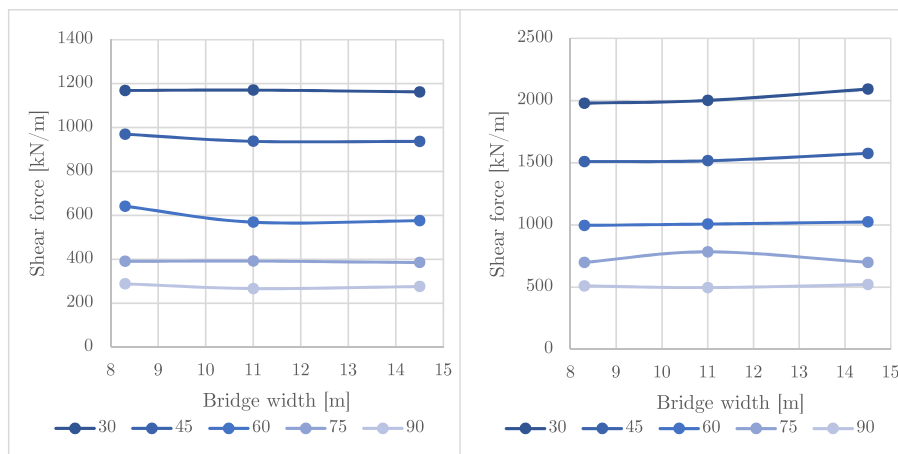 1400
1200
1000
800
600
400
200
0
Shear force [kN/m]
8 9 10 11 12 13 14 15
Bridge width [m]
30 45 60 75 90
2500
2000
1500
1000
500
0
Shear force [kN/m]
8 9 10 11 12 13 14 15
Bridge width [m]
30 45 60 75 90